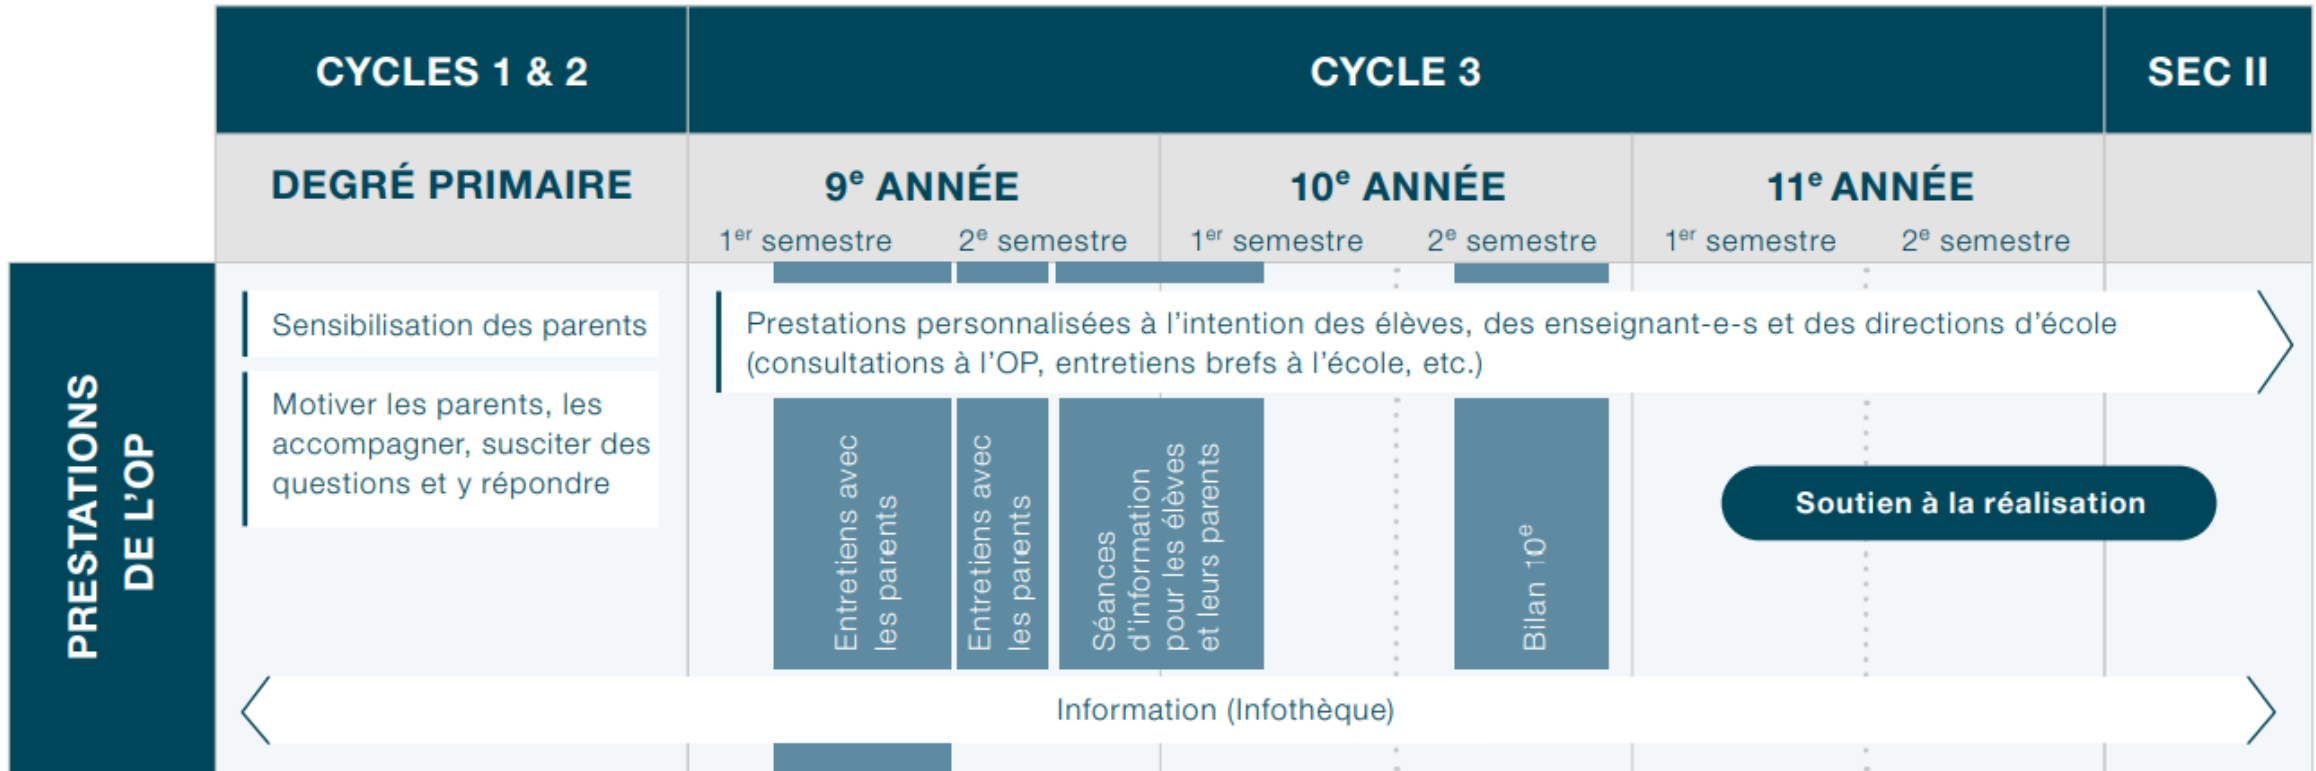 CYCLES 1 & 2
CYCLE 3
SEC II
DEGRÉ PRIMAIRE
9e ANNÉE
10e ANNÉE
11e ANNÉE
1er semestre
2e semestre
1er semestre
2e semestre
1er semestre
2e semestre
PRESTATIONS
DE L'OP
Sensibilisation des parents
Motiver les parents, les
accompagner, susciter des
questions et y répondre
Prestations personnalisées à l'intention des élèves, des enseignant-e-s et des directions d'école
(consultations à l'OP, entretiens brefs à l'école, etc.)
Entretiens avec
les parents
Entretiens avec
les parents
Séances
d'information
pour les élèves
et leurs parents
Bilan 10e
Soutien à la réalisation
Information (Infothèque)